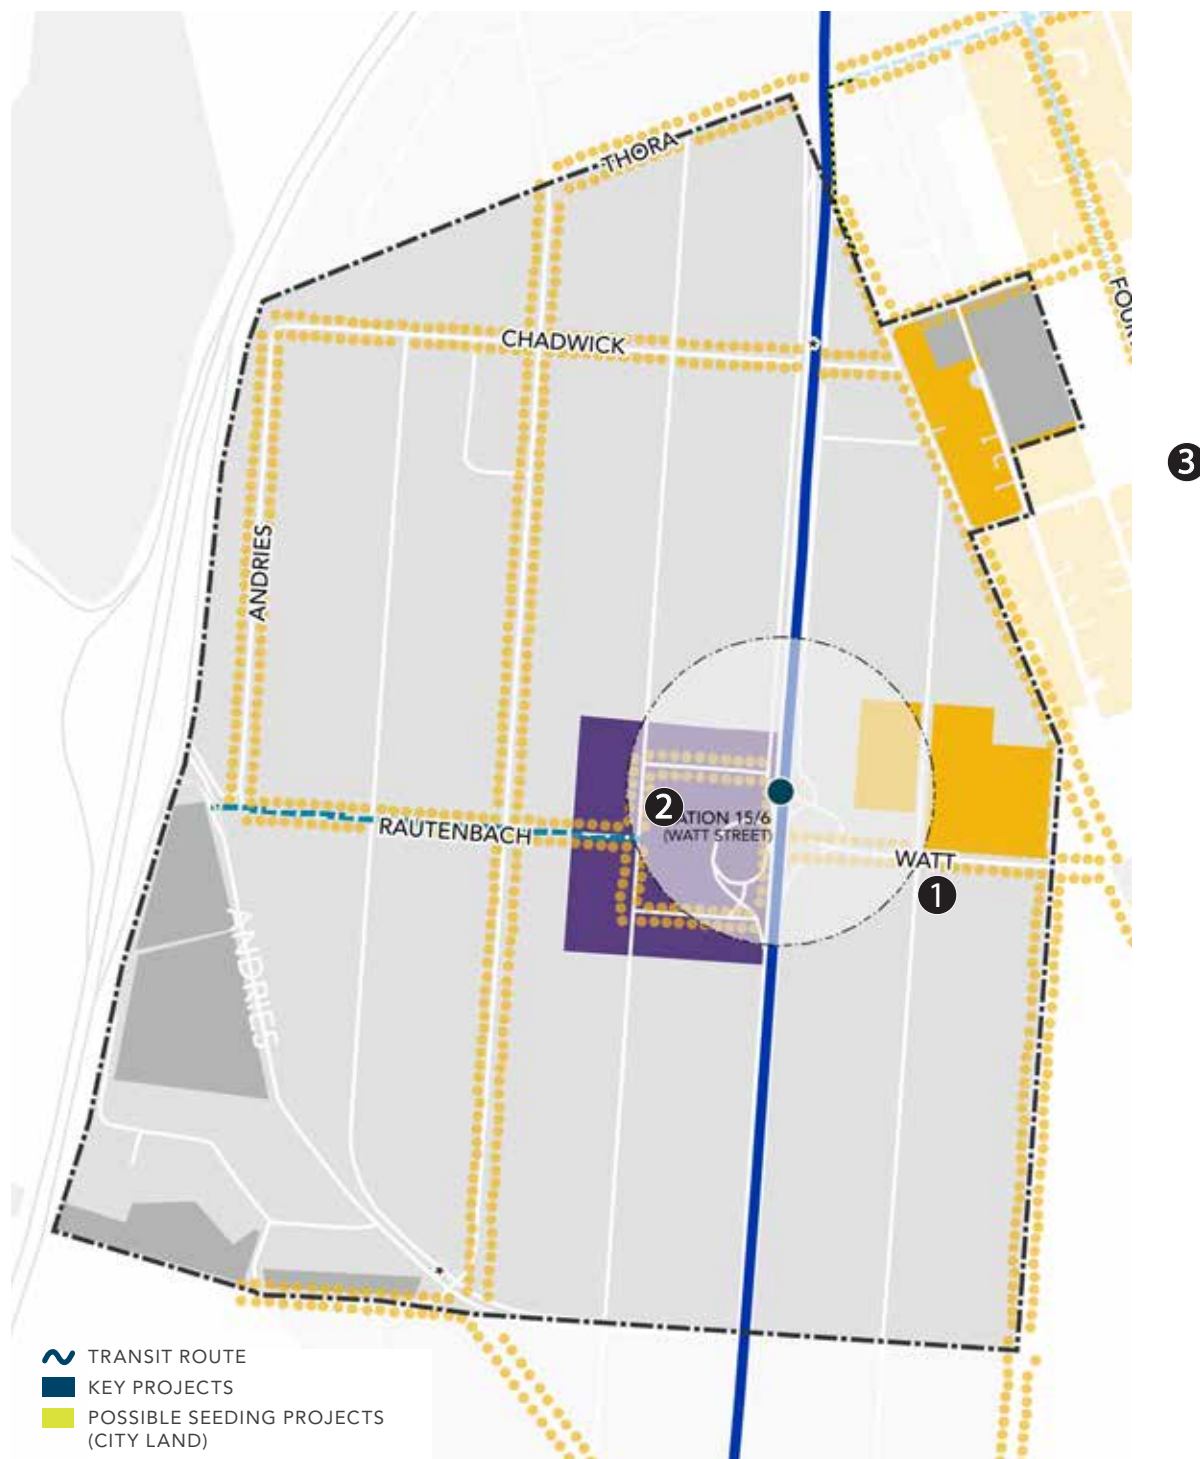 THORA
CHADWICK
FOUR
3
ANDRIES
2
ATION 15/6
(WATT STREET)
RAUTENBACH
WATT
1
ANDRIES
TRANSIT ROUTE
KEY PROJECTS
POSSIBLE SEEDING PROJECTS
(CITY LAND)